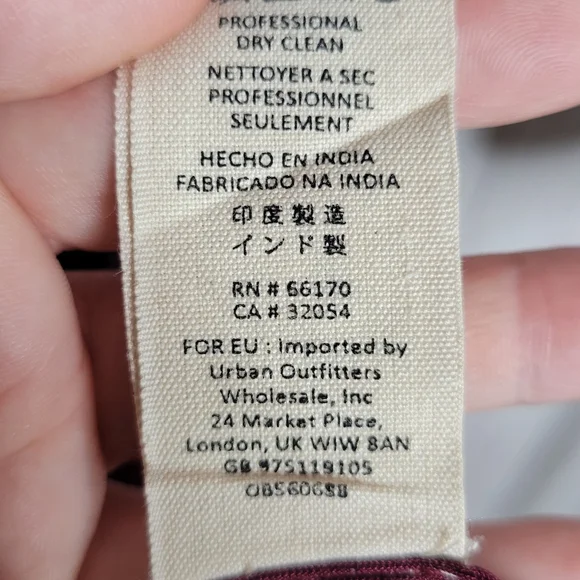 PROFESSIONAL
DRY CLEAN
NETTOYER A SEC
PROFESSIONNEL
SEULEMENT
HECHO EN INDIA
FABRICADO NA INDIA
印度製造
インド製
RN # 66170
CA # 32054
FOR EU : Imported by
Urban Outfitters
Wholesale, Inc
24 Market Place,
London, UK WIW 8AN
GB 975119105
OB560688